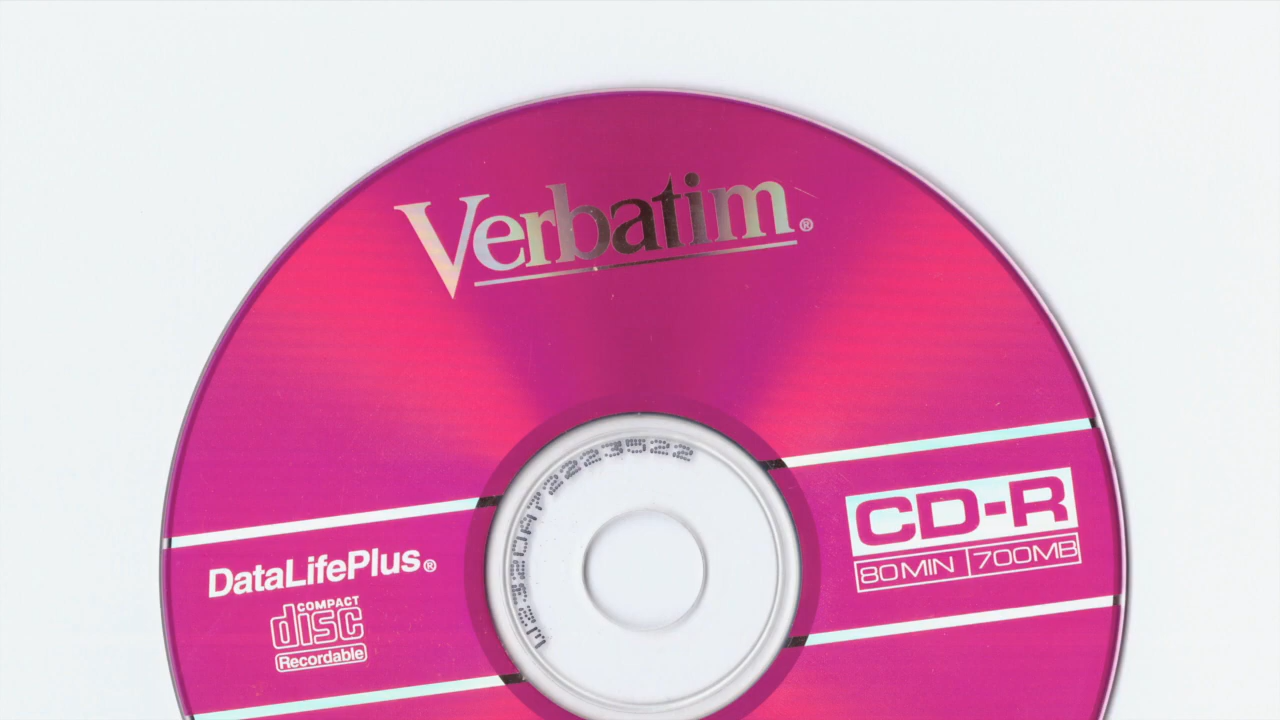 Verbatim®
CD-R
80MIN 700MB
DataLifePlus®
COMPACT
disc
Recordable